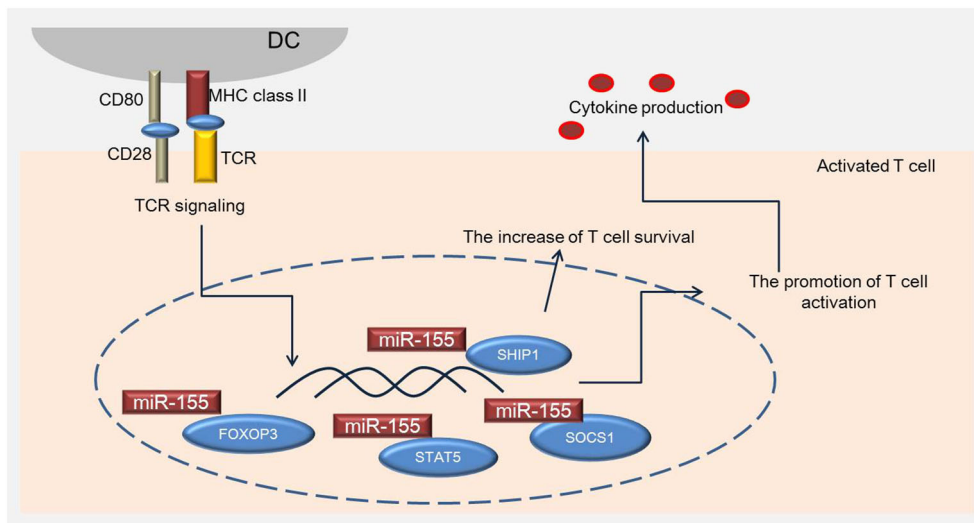 DC
CD80
MHC class II
CD28
TCR
TCR signaling
Cytokine production
Activated T cell
The increase of T cell survival
The promotion of T cell
activation
miR-155
SHIP1
miR-155
FOXOP3
miR-155
STAT5
miR-155
SOCS1